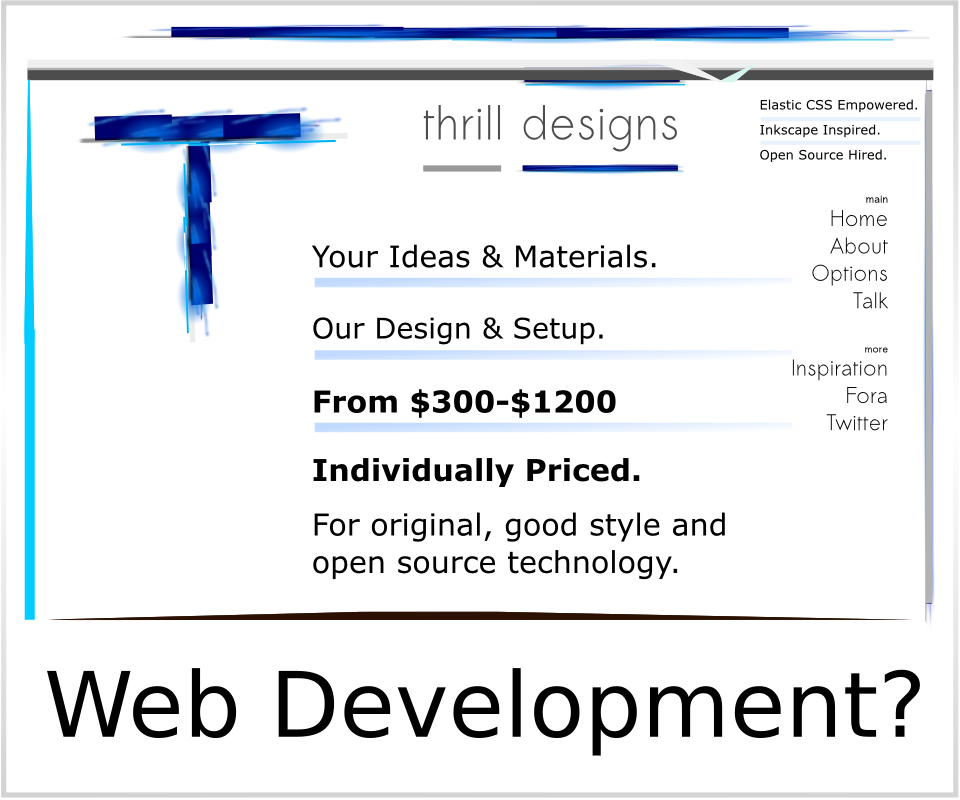 thrill designs
Elastic CSS Empowered.
Inkscape Inspired.
Open Source Hired.
main
Home
About
Options
Talk
more
Inspiration
Fora
Twitter
T
Your Ideas & Materials.
Our Design & Setup.
From $300-$1200
Individually Priced.
For original, good style and
open source technology.
Web Development?